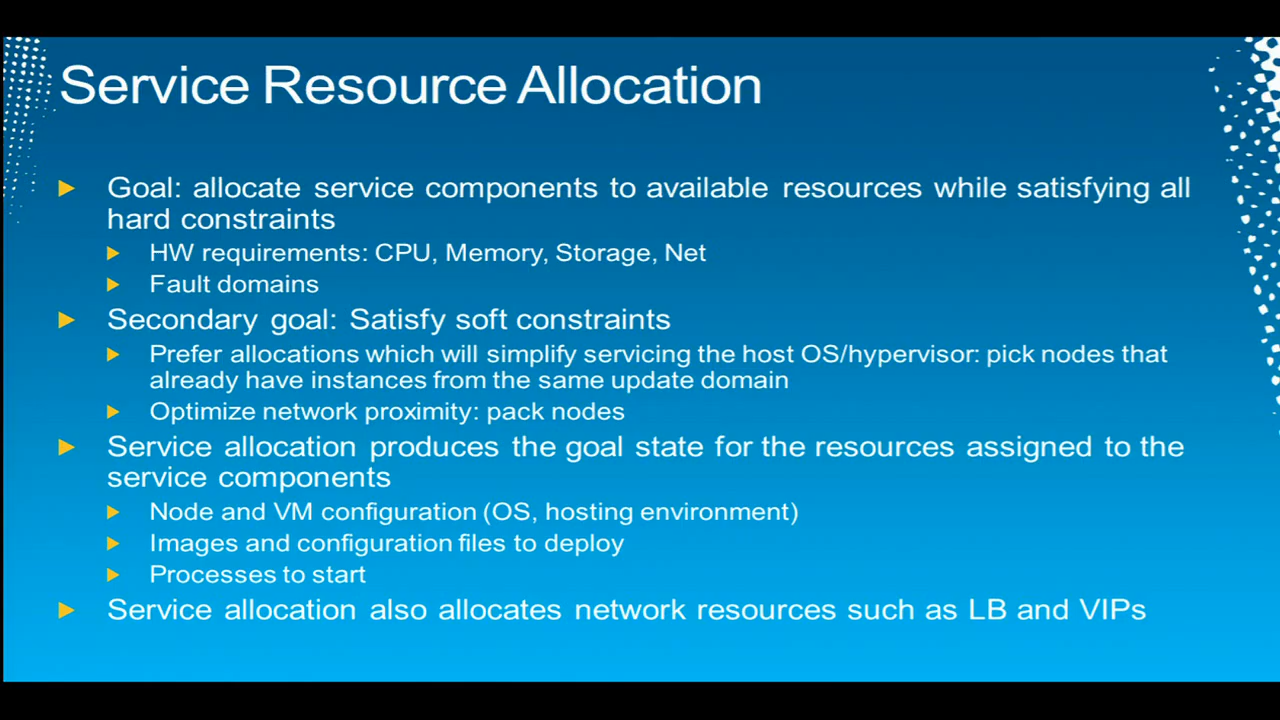 Service Resource Allocation
Goal: allocate service components to available resources while satisfying all
hard constraints
HW requirements: CPU, Memory, Storage, Net
Fault domains
Secondary goal: Satisfy soft constraints
Prefer allocations which will simplify servicing the host OS/hypervisor: pick nodes that
already have instances from the same update domain
Optimize network proximity: pack nodes
Service allocation produces the goal state for the resources assigned to the
service components
Node and VM configuration (OS, hosting environment)
Images and configuration files to deploy
Processes to start
Service allocation also allocates network resources such as LB and VIPs